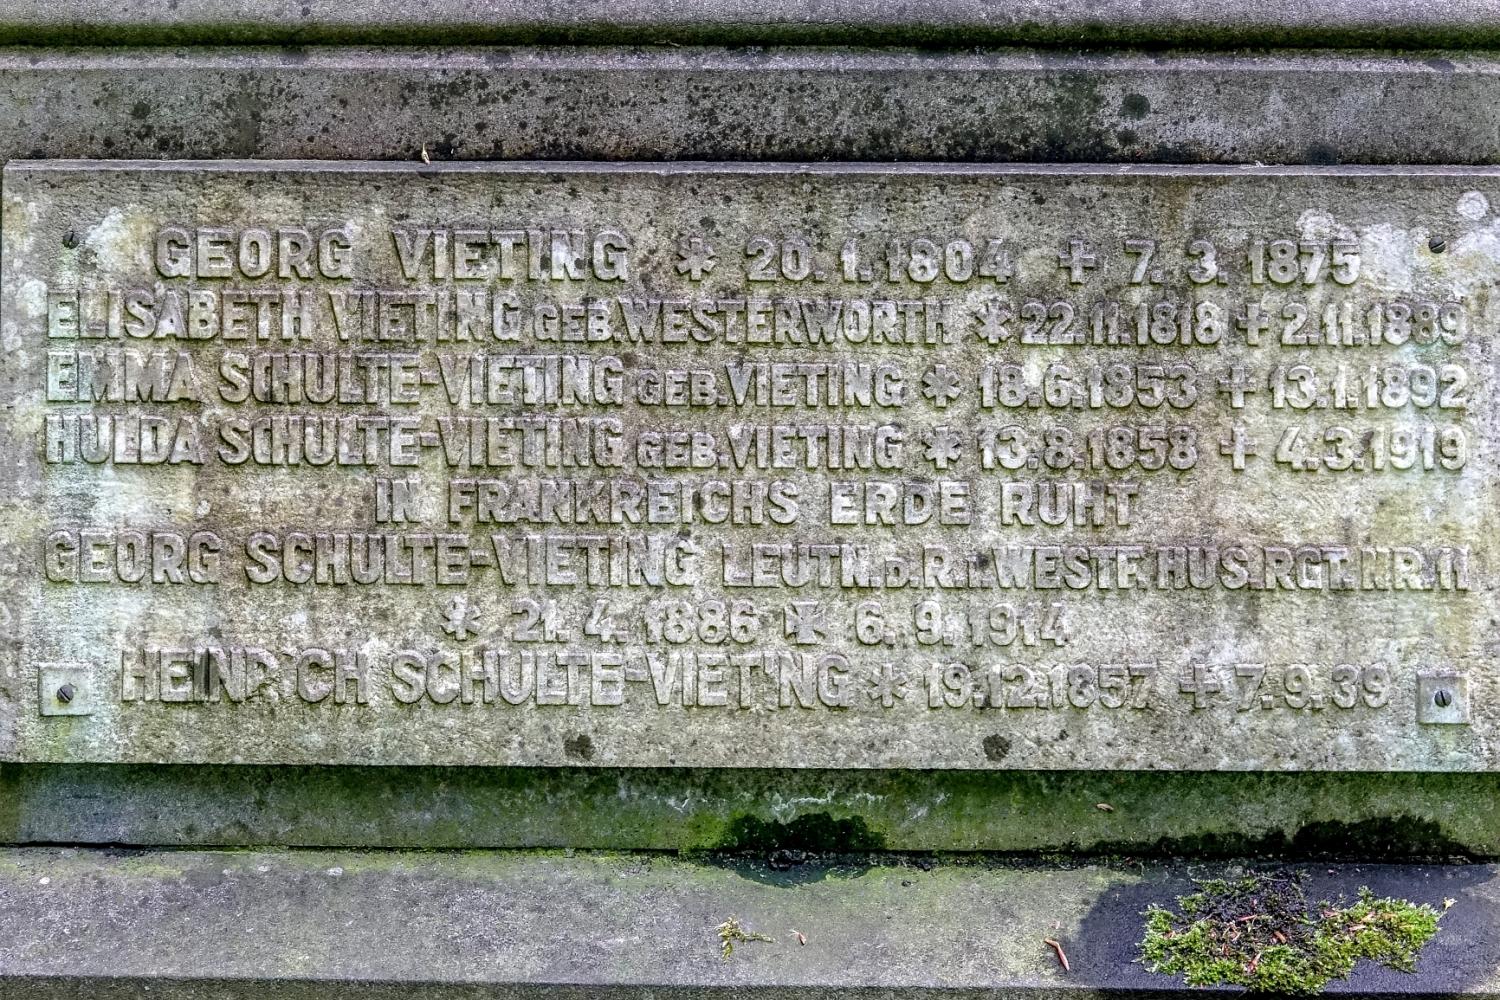 GEORG VIETING * 20. 1. 1804 ✝ 7. 3. 1875
ELISABETH VIETING GEB. WESTERWORTH * 22.11.1818 ✝ 2.11.1889
EMMA SCHULTE-VIETING GEB. VIETING * 18.6.1853 ✝ 13.1.1892
HULDA SCHULTE-VIETING GEB. VIETING * 13.8.1858 ✝ 4.3.1919
IN FRANKREICHS ERDE RUHT
GEORG SCHULTE-VIETING LEUTN.D.R.I.WESTF.HUS.RGT.NR.11
* 21. 4. 1886 ✠ 6. 9. 1914
HEINRICH SCHULTE-VIETING * 19.12.1857 ✝ 7.9.39